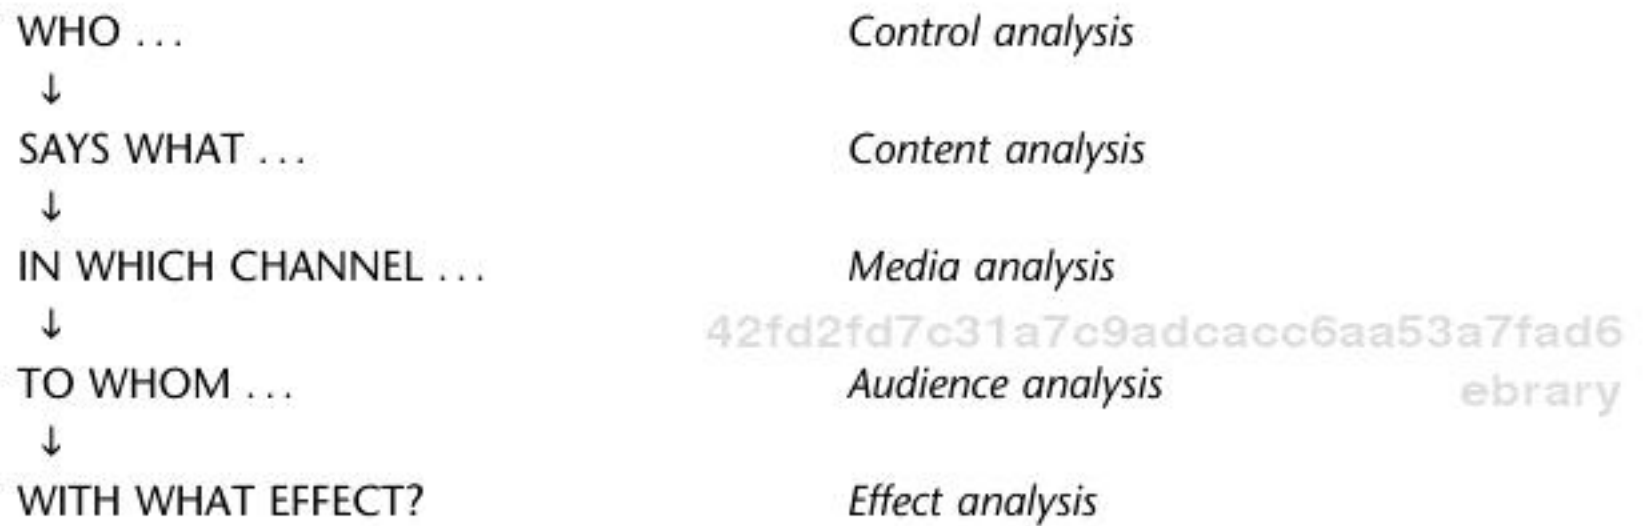 WHO ... Control analysis
↓
SAYS WHAT ... Content analysis
↓
IN WHICH CHANNEL ... Media analysis
↓
42fd2fd7c31a7c9adcacc6aa53a7fad6
TO WHOM ... Audience analysis
ebrary
↓
WITH WHAT EFFECT? Effect analysis